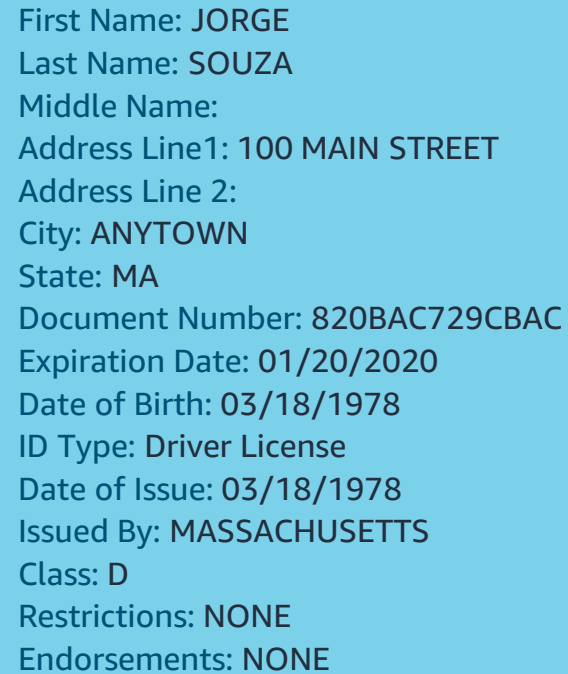 First Name: JORGE
Last Name: SOUZA
Middle Name:
Address Line1: 100 MAIN STREET
Address Line 2:
City: ANYTOWN
State: MA
Document Number: 820BAC729CBAC
Expiration Date: 01/20/2020
Date of Birth: 03/18/1978
ID Type: Driver License
Date of Issue: 03/18/1978
Issued By: MASSACHUSETTS
Class: D
Restrictions: NONE
Endorsements: NONE